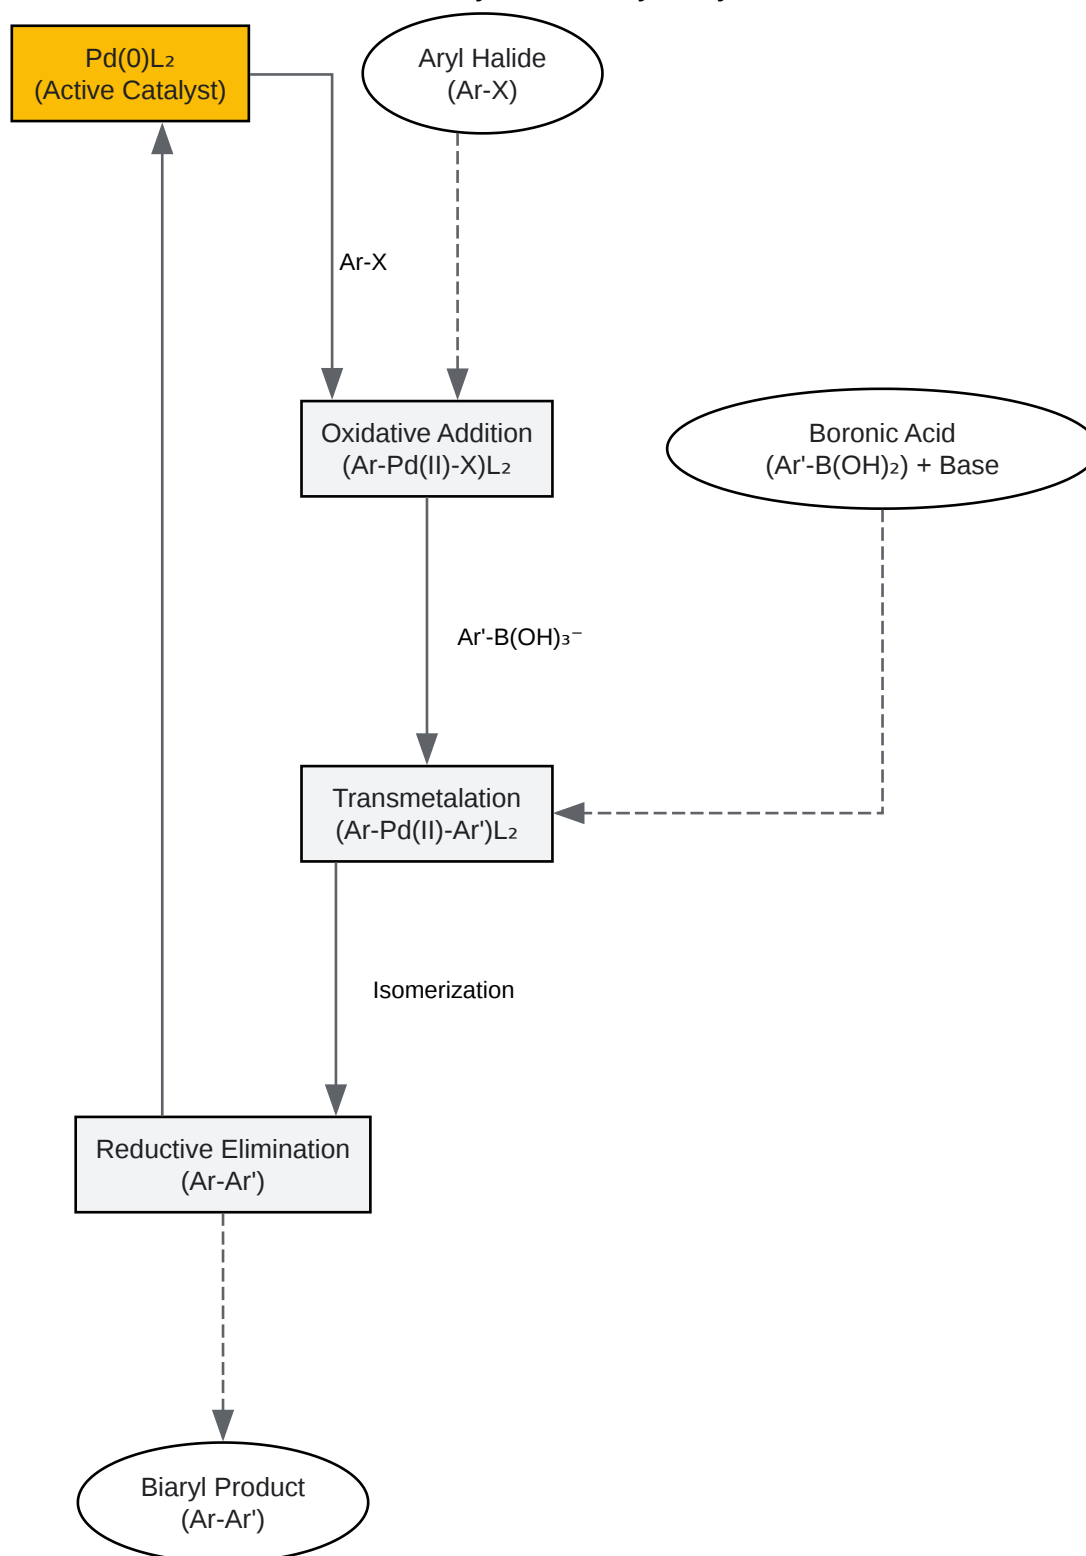 Pd(0)L₂
(Active Catalyst)
Aryl Halide
(Ar-X)
Ar-X
Oxidative Addition
(Ar-Pd(II)-X)L₂
Boronic Acid
(Ar'-B(OH)₂) + Base
Ar'-B(OH)₃⁻
Transmetalation
(Ar-Pd(II)-Ar')L₂
Isomerization
Reductive Elimination
(Ar-Ar')
Biaryl Product
(Ar-Ar')